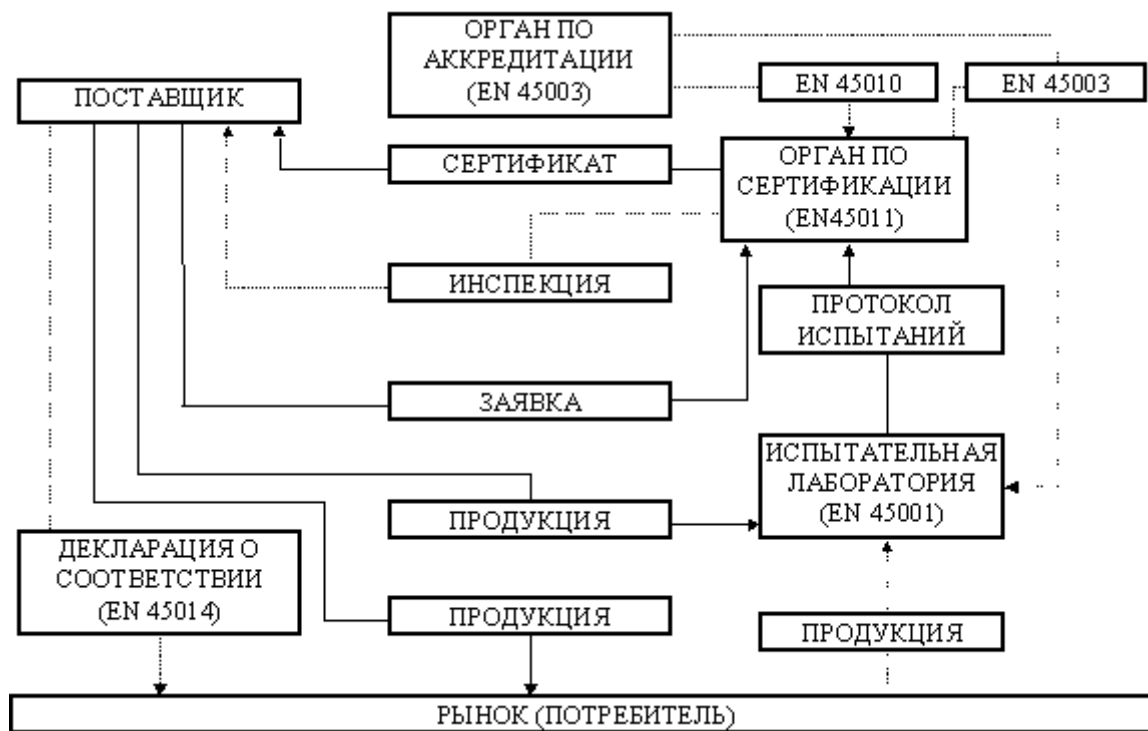 ОРГАН ПО
АККРЕДИТАЦИИ
(EN 45003)
EN 45010
EN 45003
ПОСТАВЩИК
СЕРТИФИКАТ
ОРГАН ПО
СЕРТИФИКАЦИИ
(EN45011)
ИНСПЕКЦИЯ
ПРОТОКОЛ
ИСПЫТАНИЙ
ЗАЯВКА
ИСПЫТАТЕЛЬНАЯ
ЛАБОРАТОРИЯ
(EN 45001)
ПРОДУКЦИЯ
ДЕКЛАРАЦИЯ О
СООТВЕТСТВИИ
(EN 45014)
ПРОДУКЦИЯ
ПРОДУКЦИЯ
РЫНОК (ПОТРЕБИТЕЛЬ)